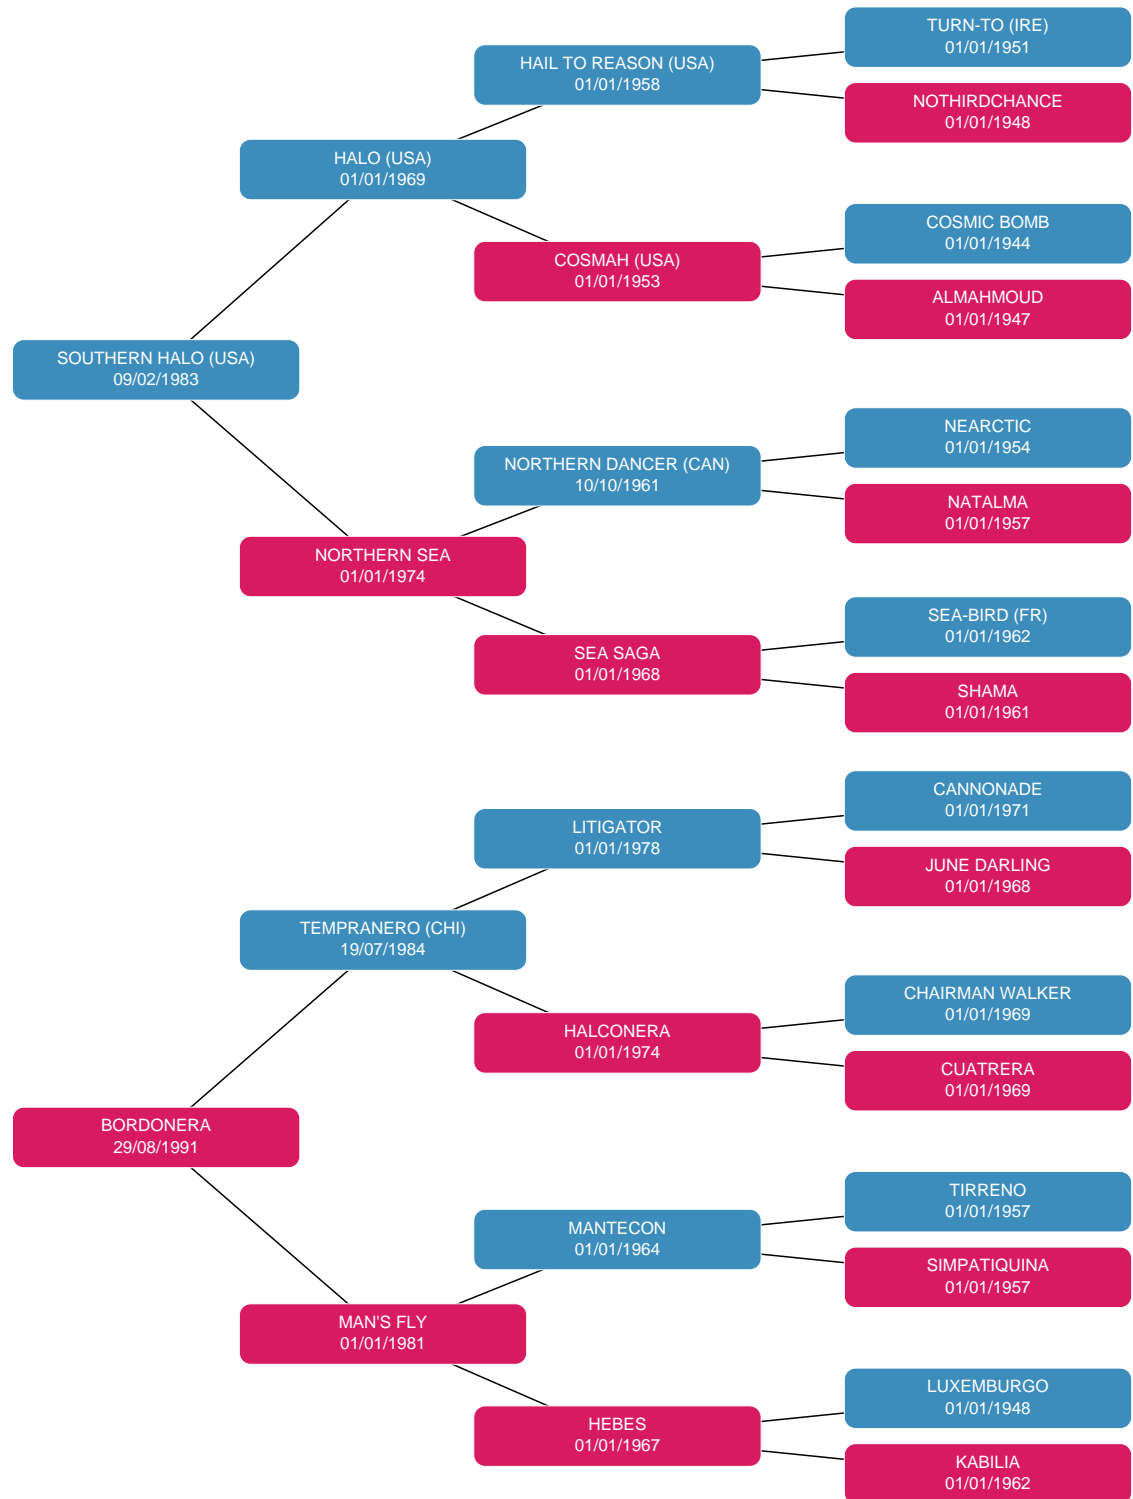 TURN-TO (IRE)
01/01/1951
HAIL TO REASON (USA)
01/01/1958
NOTHIRDCHANCE
01/01/1948
HALO (USA)
01/01/1969
COSMIC BOMB
01/01/1944
COSMAH (USA)
01/01/1953
ALMAHMOUD
01/01/1947
SOUTHERN HALO (USA)
09/02/1983
NEARCTIC
01/01/1954
NORTHERN DANCER (CAN)
10/10/1961
NATALMA
01/01/1957
NORTHERN SEA
01/01/1974
SEA-BIRD (FR)
01/01/1962
SEA SAGA
01/01/1968
SHAMA
01/01/1961
CANNONADE
01/01/1971
LITIGATOR
01/01/1978
JUNE DARLING
01/01/1968
TEMPRANERO (CHI)
19/07/1984
CHAIRMAN WALKER
01/01/1969
HALCONERA
01/01/1974
CUATRERA
01/01/1969
BORDONERA
29/08/1991
TIRRENO
01/01/1957
MANTECON
01/01/1964
SIMPATIQUINA
01/01/1957
MAN'S FLY
01/01/1981
LUXEMBURGO
01/01/1948
HEBES
01/01/1967
KABILIA
01/01/1962